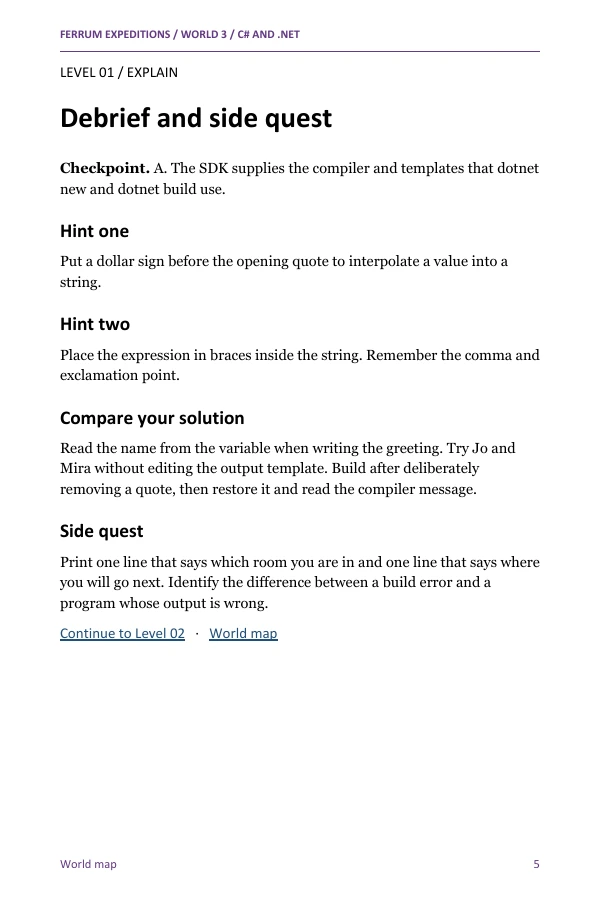 FERRUM EXPEDITIONS / WORLD 3 / C# AND .NET
LEVEL 01 / EXPLAIN
Debrief and side quest
Checkpoint. A. The SDK supplies the compiler and templates that dotnet
new and dotnet build use.
Hint one
Put a dollar sign before the opening quote to interpolate a value into a
string.
Hint two
Place the expression in braces inside the string. Remember the comma and
exclamation point.
Compare your solution
Read the name from the variable when writing the greeting. Try Jo and
Mira without editing the output template. Build after deliberately
removing a quote, then restore it and read the compiler message.
Side quest
Print one line that says which room you are in and one line that says where
you will go next. Identify the difference between a build error and a
program whose output is wrong.
Continue to Level 02 · World map
World map 5